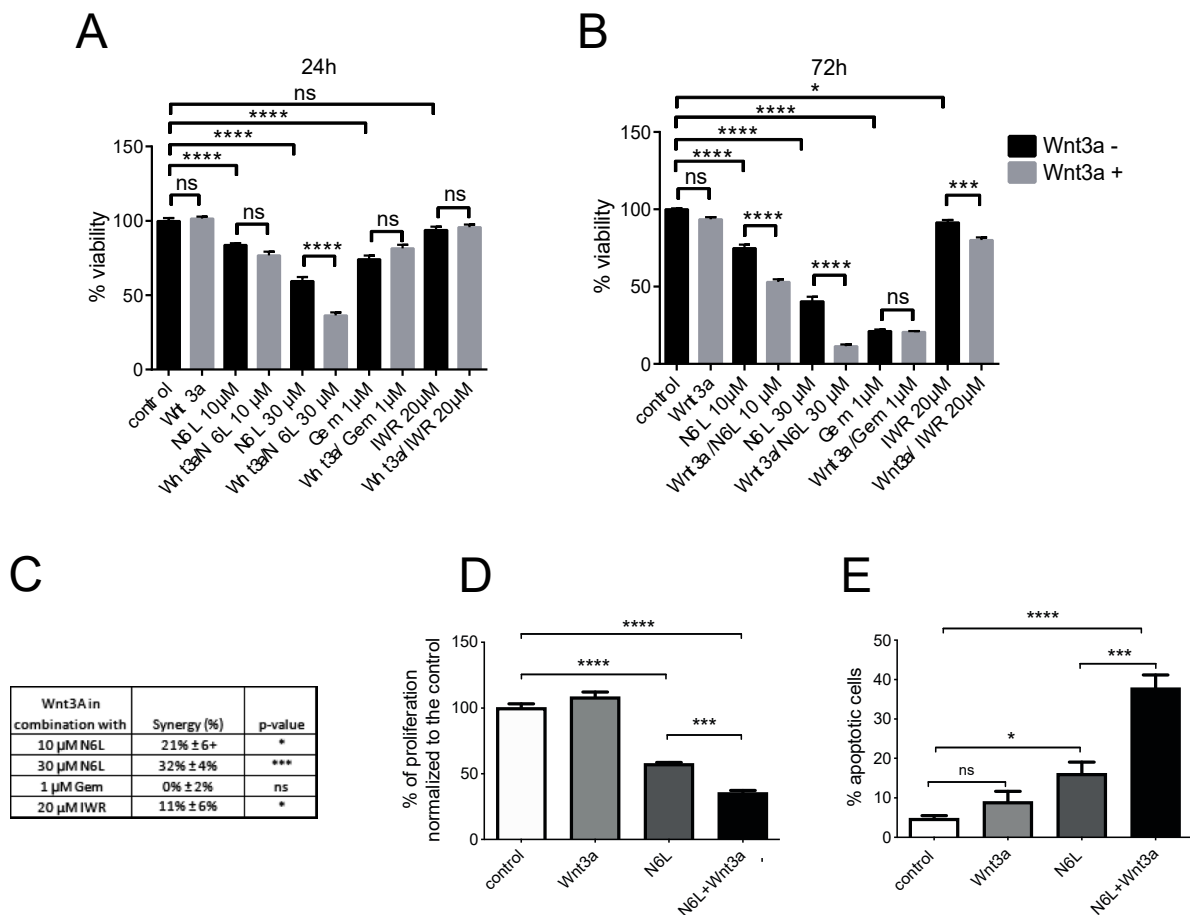 A
24h
ns
****
****
****
ns
ns
****
ns
ns
% viability
150
100
50
0
control
Wnt 3a
N6L 10µM
Wnt3a/N6L 10 µM
N6L 30 µM
Wnt3a/N6L 30 µM
Gem 1µM
Wnt3a/ Gem 1µM
IWR 20µM
Wnt3a/ IWR 20µM
B
72h
*
****
****
****
ns
****
****
ns
***
% viability
150
100
50
0
control
Wnt3a
N6L 10µM
Wnt3a/N6L 10 µM
N6L 30 µM
Wnt3a/N6L 30 µM
Gem 1µM
Wnt3a/Gem 1µM
IWR 20µM
Wnt3a/ IWR 20µM
Wnt3a -
Wnt3a +
C
Wnt3A in
combination with Synergy (%) p-value
10 µM N6L 21% ± 6+ *
30 µM N6L 32% ± 4% ***
1 µM Gem 0% ± 2% ns
20 µM IWR 11% ± 6% *
D
****
****
***
% of proliferation
normalized to the control
150
100
50
0
control
Wnt3a
N6L
N6L+Wnt3a -
E
****
***
*
ns
% apoptotic cells
50
40
30
20
10
0
control
Wnt3a
N6L
N6L+Wnt3a